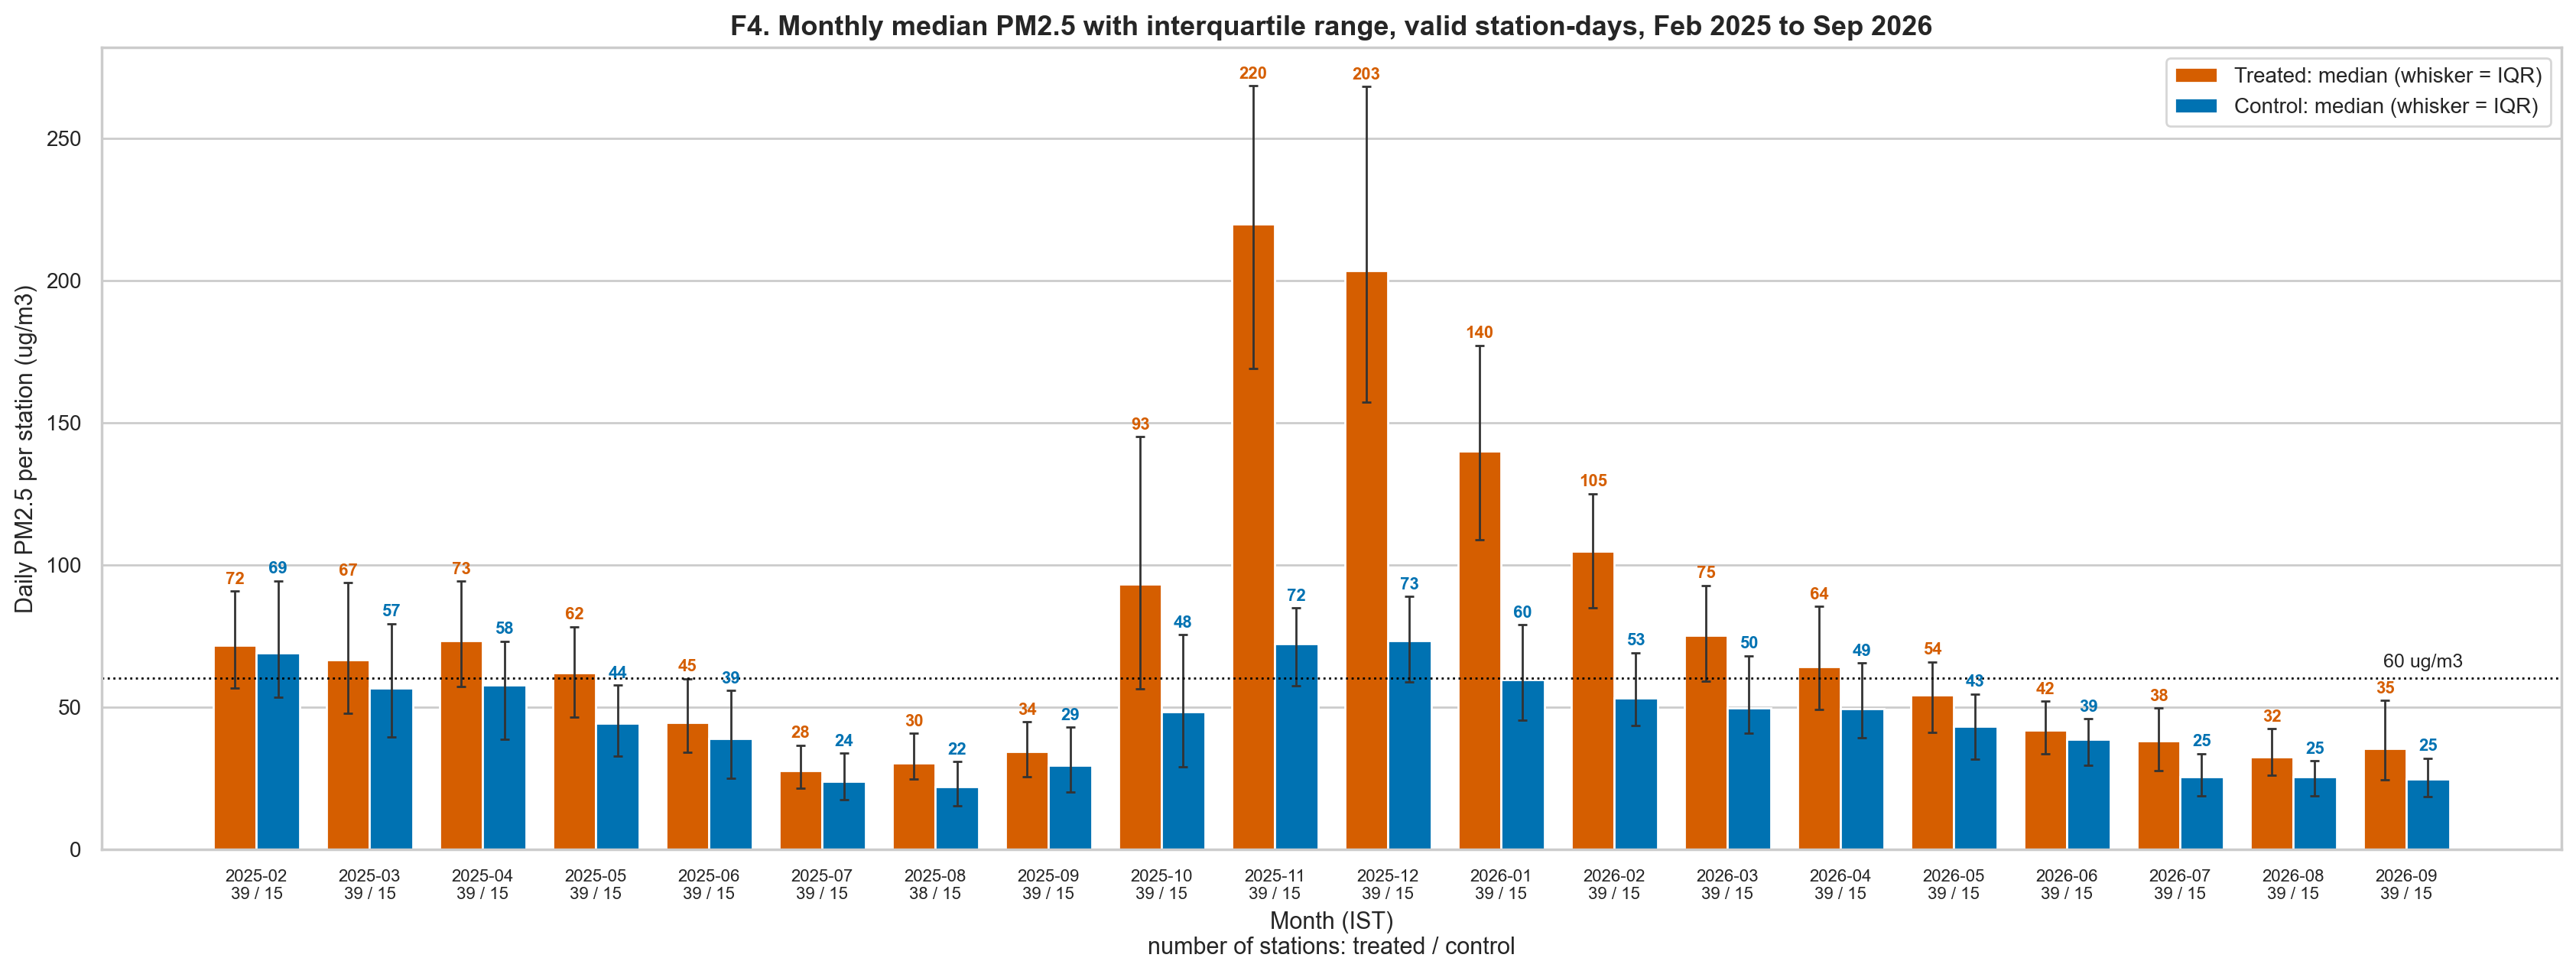 F4. Monthly median PM2.5 with interquartile range, valid station-days, Feb 2025 to Sep 2026
Treated: median (whisker = IQR)
Control: median (whisker = IQR)
Daily PM2.5 per station (ug/m3)
250
200
150
100
50
0
72 69 67 57 73 58 62 44 45 39 28 24 30 22 34 29 93 48 220 72 203 73 140 60 105 53 75 50 64 49 54 43 42 39 38 25 32 25 35 25
60 ug/m3
2025-02 2025-03 2025-04 2025-05 2025-06 2025-07 2025-08 2025-09 2025-10 2025-11 2025-12 2026-01 2026-02 2026-03 2026-04 2026-05 2026-06 2026-07 2026-08 2026-09
39 / 15 39 / 15 39 / 15 39 / 15 39 / 15 39 / 15 38 / 15 39 / 15 39 / 15 39 / 15 39 / 15 39 / 15 39 / 15 39 / 15 39 / 15 39 / 15 39 / 15 39 / 15 39 / 15 39 / 15
Month (IST)
number of stations: treated / control